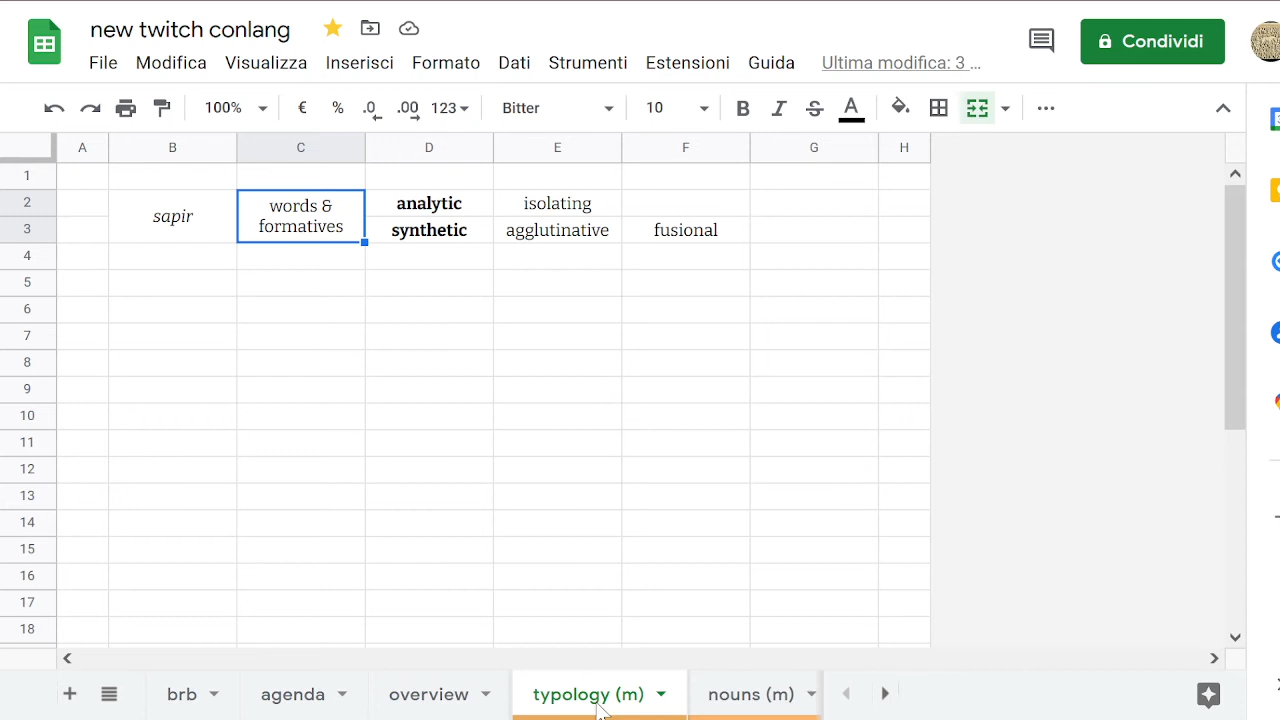 new twitch conlang
File Modifica Visualizza Inserisci Formato Dati Strumenti Estensioni Guida Ultima modifica: 3 …
Condividi
100% € % .0 .00 123 Bitter 10 B I S A
A B C D E F G H
1
2 sapir words & analytic isolating
3 formatives synthetic agglutinative fusional
4
5
6
7
8
9
10
11
12
13
14
15
16
17
18
brb agenda overview typology (m) nouns (m)